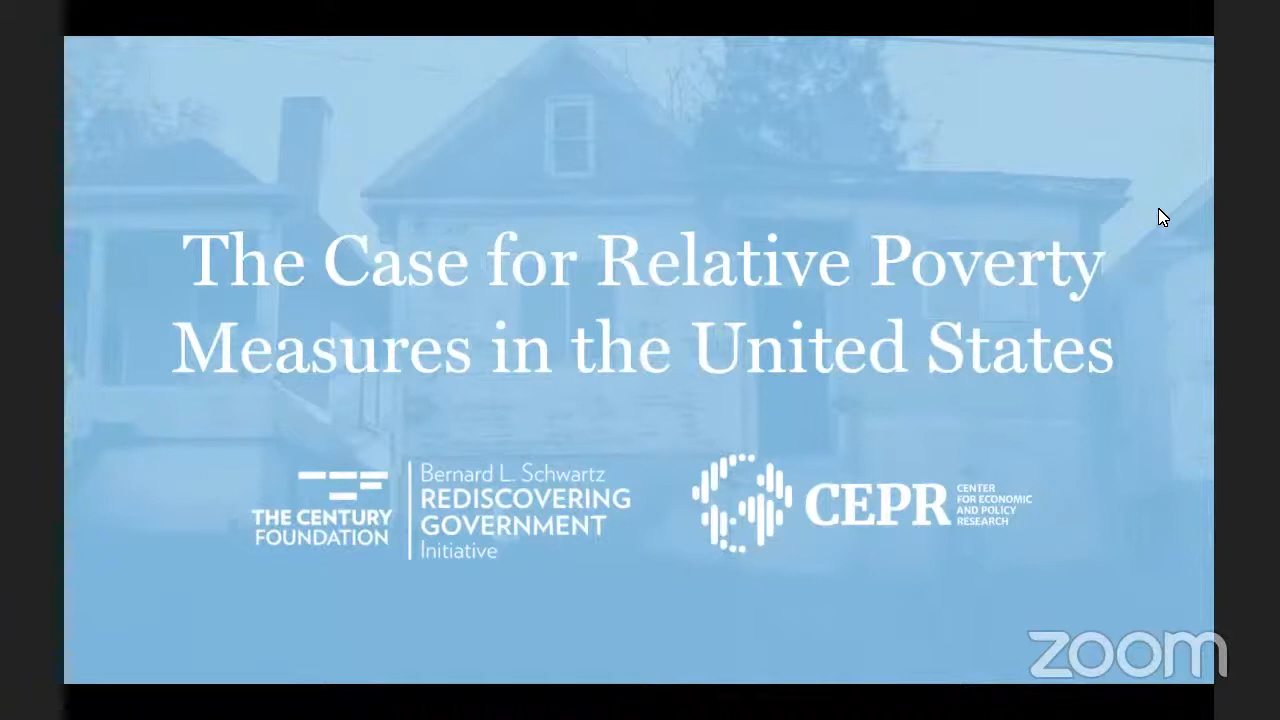 The Case for Relative Poverty
Measures in the United States
THE CENTURY
FOUNDATION
Bernard L. Schwartz
REDISCOVERING
GOVERNMENT
Initiative
CEPR
CENTER
FOR ECONOMIC
AND POLICY
RESEARCH
zoom